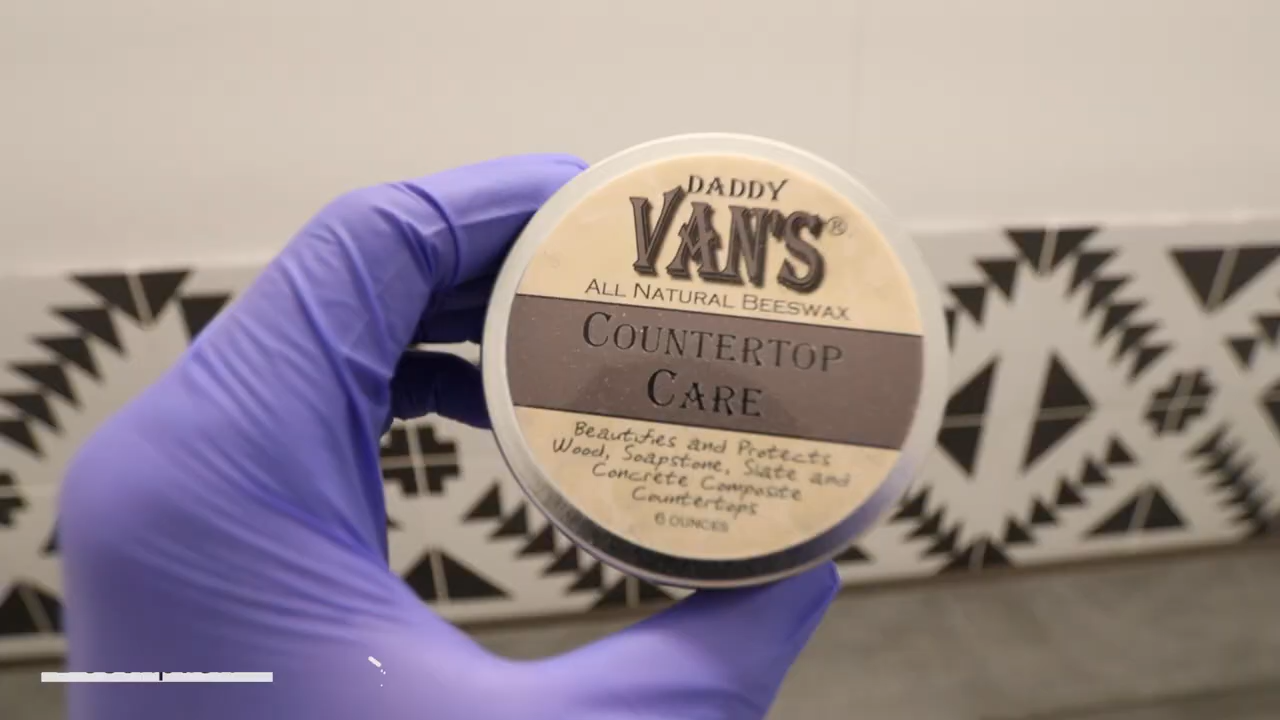 DADDY
VAN'S®
ALL NATURAL BEESWAX
COUNTERTOP
CARE
Beautifies and Protects
Wood, Soapstone, Slate and
Concrete Composite
Countertops
6 OUNCES